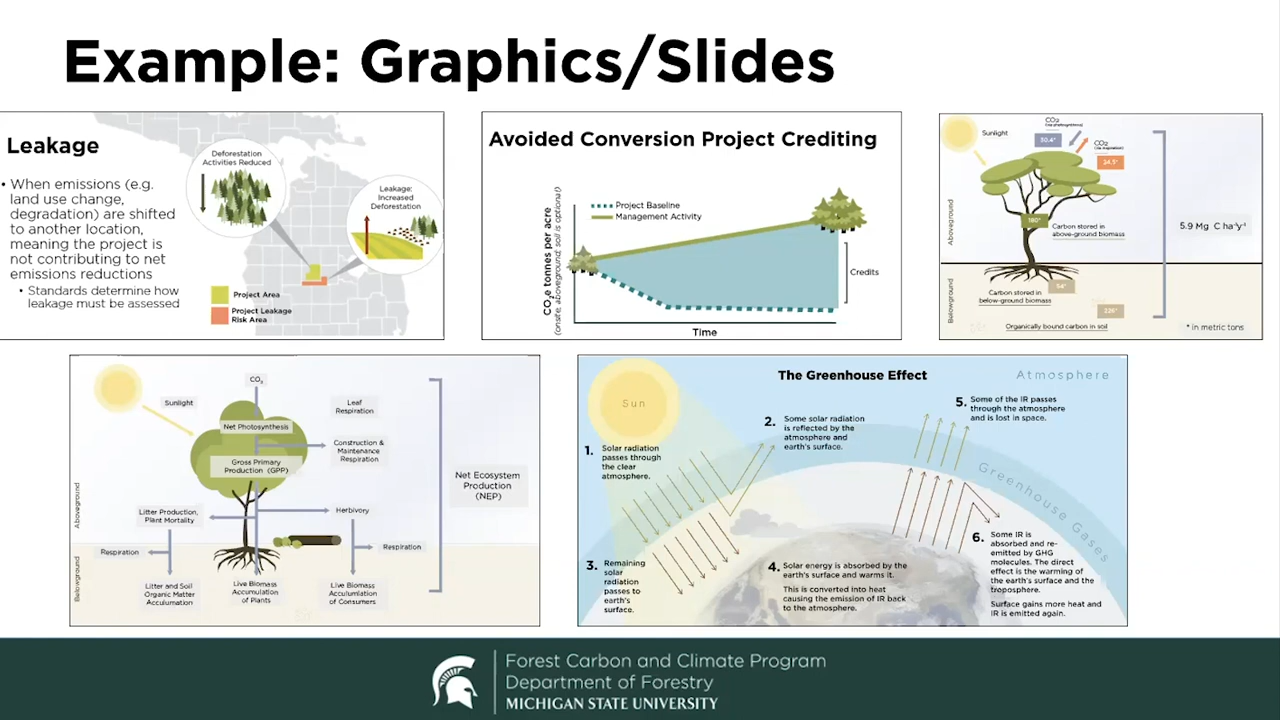 Example: Graphics/Slides
Leakage
• When emissions (e.g.
land use change,
degradation) are shifted
to another location,
meaning the project is
not contributing to net
emissions reductions
• Standards determine how
leakage must be assessed
Deforestation
Activities Reduced
Leakage:
Increased
Deforestation
Project Area
Project Leakage
Risk Area
Avoided Conversion Project Crediting
CO₂e tonnes per acre
(onsite, aboveground; soil is optional)
Project Baseline
Management Activity
Credits
Time
Sunlight
CO₂
30.4*
CO₂
24.5*
Aboveground
180*
Carbon stored in
above-ground biomass
5.9 Mg C ha⁻¹y⁻¹
Belowground
54*
Carbon stored in
below-ground biomass
226*
Organically bound carbon in soil
* in metric tons
CO₂
Sunlight
Leaf
Respiration
Net Photosynthesis
Construction &
Maintenance
Respiration
Gross Primary
Production (GPP)
Net Ecosystem
Production
(NEP)
Aboveground
Litter Production,
Plant Mortality
Herbivory
Respiration
Respiration
Belowground
Litter and Soil
Organic Matter
Acculumation
Live Biomass
Accumulation
of Plants
Live Biomass
Acculumlation
of Consumers
The Greenhouse Effect
Atmosphere
Sun
1. Solar radiation
passes through
the clear
atmosphere.
2. Some solar radiation
is reflected by the
atmosphere and
earth's surface.
5. Some of the IR passes
through the atmosphere
and is lost in space.
Greenhouse Gases
3. Remaining
solar
radiation
passes to
earth's
surface.
4. Solar energy is absorbed by the
earth's surface and warms it.
This is converted into heat
causing the emission of IR back
to the atmosphere.
6. Some IR is
absorbed and re-
emitted by GHG
molecules. The direct
effect is the warming of
the earth's surface and the
troposphere.
Surface gains more heat and
IR is emitted again.
Forest Carbon and Climate Program
Department of Forestry
MICHIGAN STATE UNIVERSITY